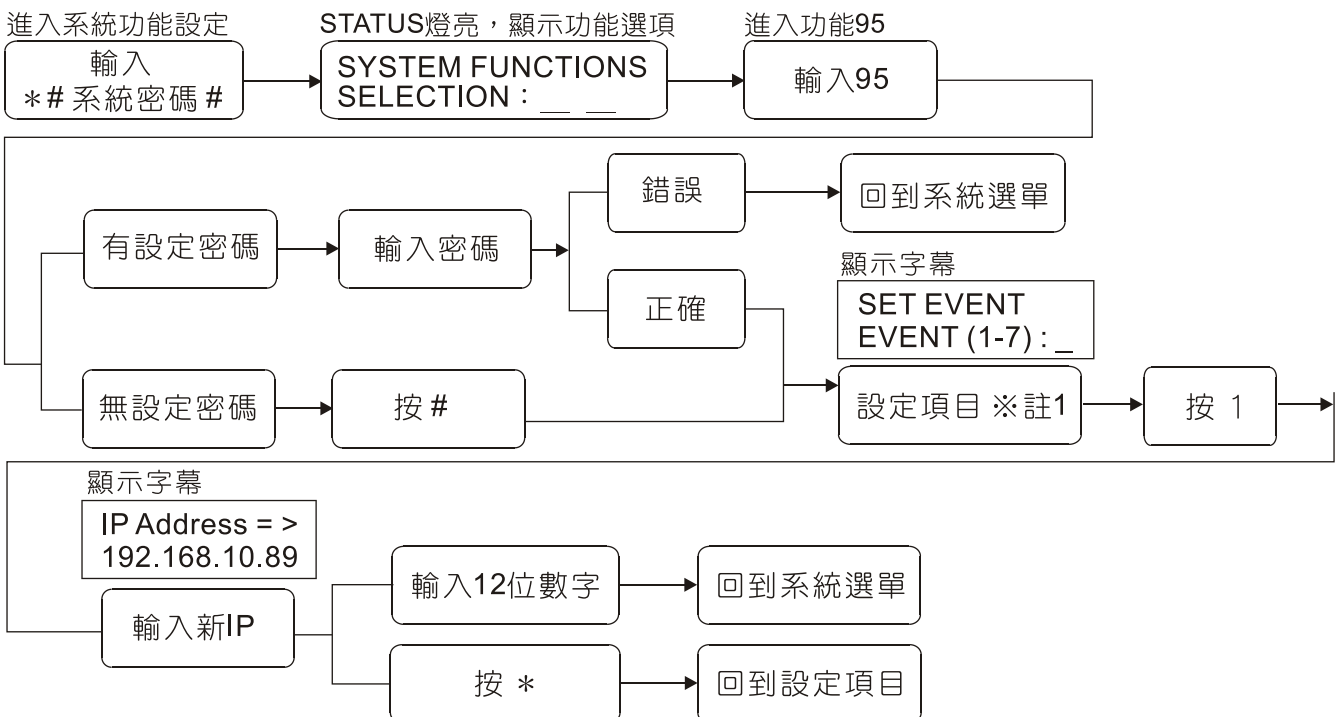 進入系統功能設定
輸入
*# 系統密碼 #
STATUS燈亮，顯示功能選項
SYSTEM FUNCTIONS
SELECTION : __ __
進入功能95
輸入95
有設定密碼
輸入密碼
錯誤
回到系統選單
正確
無設定密碼
按 #
顯示字幕
SET EVENT
EVENT (1-7) : _
設定項目 ※註1
按 1
顯示字幕
IP Address = >
192.168.10.89
輸入新IP
輸入12位數字
回到系統選單
按 *
回到設定項目